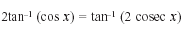 2tan⁻¹ (cos x) = tan⁻¹ (2 cosec x)